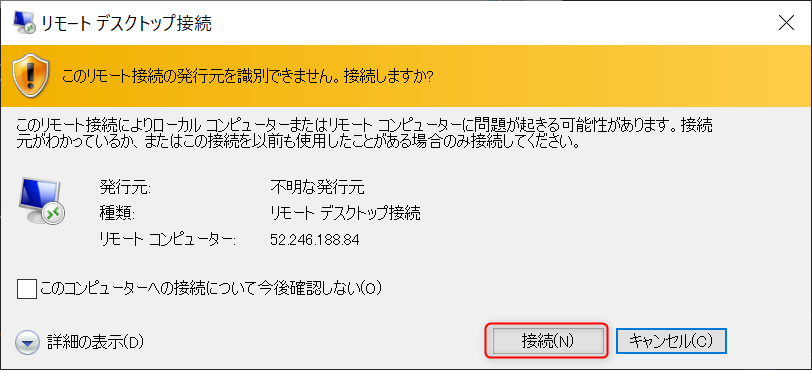 リモート デスクトップ接続
このリモート接続の発行元を識別できません。接続しますか?
このリモート接続によりローカル コンピューターまたはリモート コンピューターに問題が起きる可能性があります。接続
元がわかっているか、またはこの接続を以前も使用したことがある場合のみ接続してください。
発行元: 不明な発行元
種類: リモート デスクトップ接続
リモート コンピューター: 52.246.188.84
このコンピューターへの接続について今後確認しない(O)
詳細の表示(D) 接続(N) キャンセル(C)